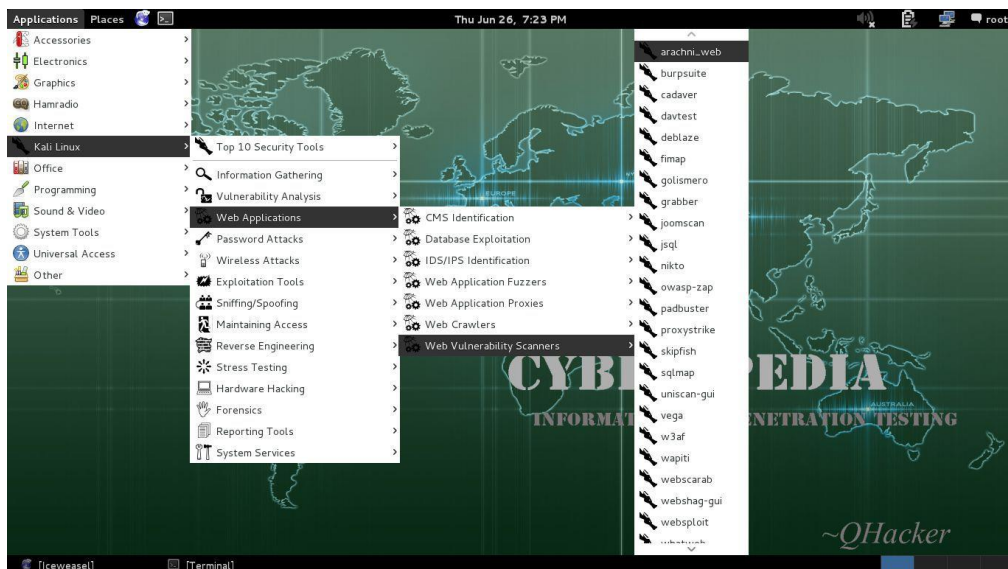 Applications Places Thu Jun 26, 7:23 PM root
Accessories
Electronics
Graphics
Hamradio
Internet
Kali Linux
Office
Programming
Sound & Video
System Tools
Universal Access
Other
Top 10 Security Tools
Information Gathering
Vulnerability Analysis
Web Applications
Password Attacks
Wireless Attacks
Exploitation Tools
Sniffing/Spoofing
Maintaining Access
Reverse Engineering
Stress Testing
Hardware Hacking
Forensics
Reporting Tools
System Services
CMS Identification
Database Exploitation
IDS/IPS Identification
Web Application Fuzzers
Web Application Proxies
Web Crawlers
Web Vulnerability Scanners
arachni_web
burpsuite
cadaver
davtest
deblaze
fimap
golismero
grabber
joomscan
jsql
nikto
owasp-zap
padbuster
proxystrike
skipfish
sqlmap
uniscan-gui
vega
w3af
wapiti
webscarab
webshag-gui
websploit
EUROPE
AUSTRALIA
TESTING
~QHacker
[Iceweasel] [Terminal]